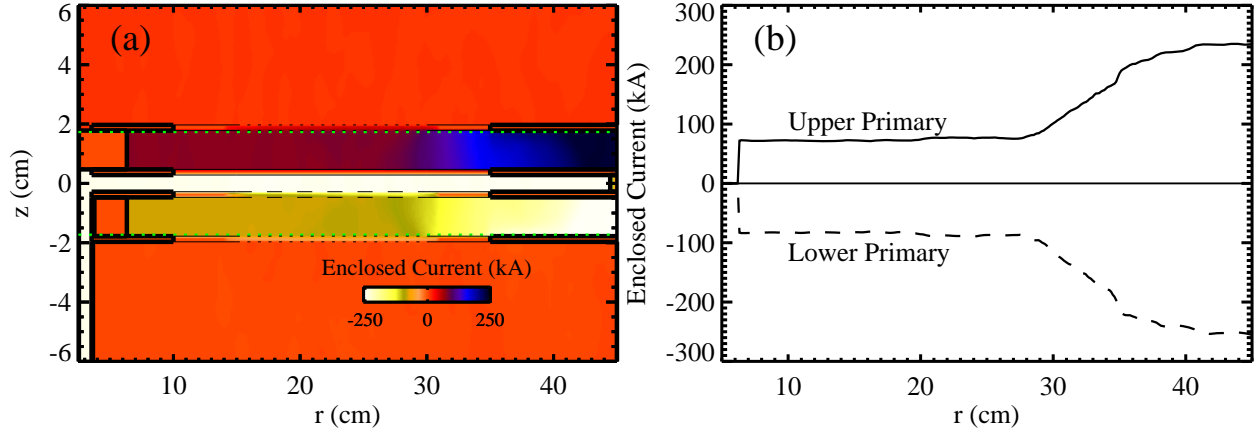 (a)
6
4
2
0
-2
-4
-6
z (cm)
Enclosed Current (kA)
-250
0
250
10
20
30
40
r (cm)
(b)
300
200
100
0
-100
-200
-300
Enclosed Current (kA)
Upper Primary
Lower Primary
10
20
30
40
r (cm)